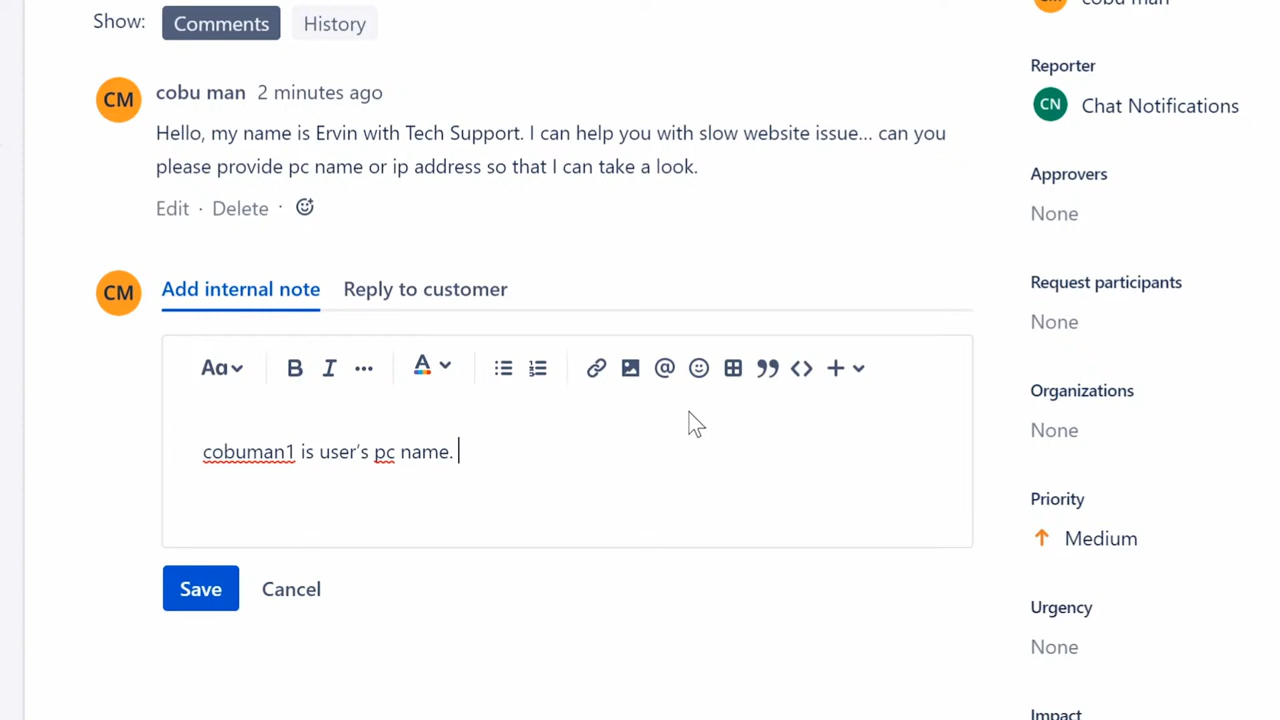 Show: Comments History
CM cobu man 2 minutes ago
Hello, my name is Ervin with Tech Support. I can help you with slow website issue... can you
please provide pc name or ip address so that I can take a look.
Edit · Delete ·
CM Add internal note Reply to customer
Aa B I ... A @ <> +
cobuman1 is user's pc name.
Save Cancel
cobu man
Reporter
CN Chat Notifications
Approvers
None
Request participants
None
Organizations
None
Priority
Medium
Urgency
None
Impact